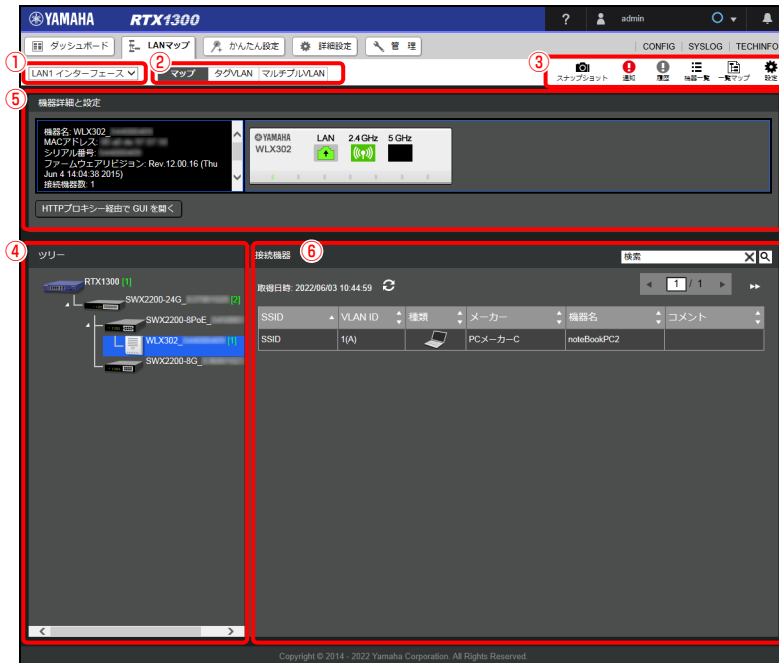 YAMAHA RTX1300 ? admin
ダッシュボード LANマップ かんたん設定 詳細設定 管 理 CONFIG SYSLOG TECHINFO
① ② ③
LAN1 インターフェース マップ タグVLAN マルチプルVLAN スナップショット 通知 履歴 機器一覧 一覧マップ 設定
⑤
機器詳細と設定
機器名: WLX302_
MACアドレス:
シリアル番号:
ファームウェアリビジョン: Rev.12.00.16 (Thu
Jun 4 14:04:38 2015)
接続機器数: 1
YAMAHA
WLX302
LAN 2.4 GHz 5 GHz
HTTPプロキシー経由で GUI を開く
④ ⑥
ツリー
RTX1300 [1]
SWX2200-24G_ [2]
SWX2200-8PoE_
WLX302_ [1]
SWX2200-8G_
接続機器 検索
取得日時: 2022/06/03 10:44:59 1 / 1
SSID VLAN ID 種類 メーカー 機器名 コメント
SSID 1(A) PCメーカーC noteBookPC2
Copyright © 2014 - 2022 Yamaha Corporation. All Rights Reserved.